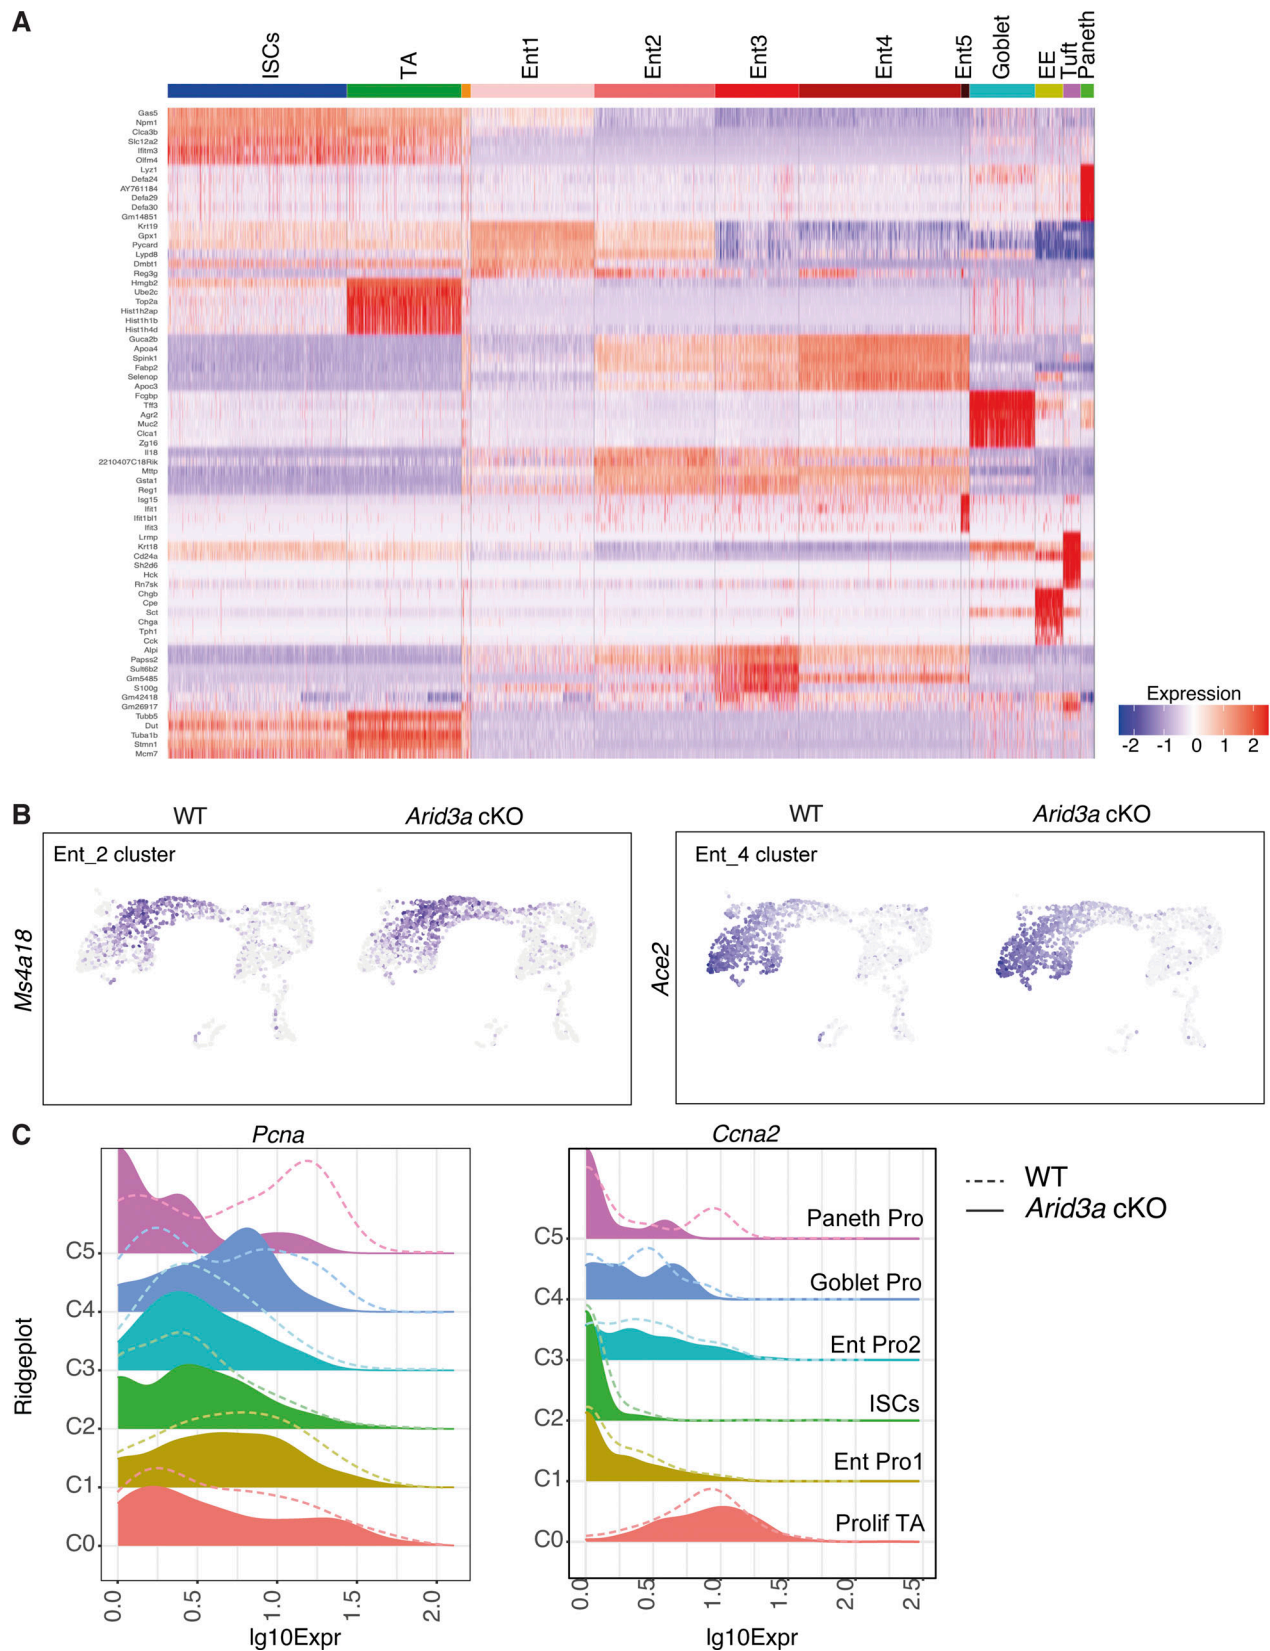 A
ISCs
TA
Ent1
Ent2
Ent3
Ent4
Ent5
Goblet
EE
Tuft
Paneth
Gas5
Npm1
Clca3b
Slc12a2
Ifitm3
Olfm4
Lyz1
Defa24
AY761184
Defa29
Defa30
Gm14851
Krt19
Gpx1
Pycard
Lypd8
Dmbt1
Reg3g
Hmgb2
Ube2c
Top2a
Hist1h2ap
Hist1h1b
Hist1h4d
Guca2b
Apoa4
Spink1
Fabp2
Selenop
Apoc3
Fcgbp
Tff3
Agr2
Muc2
Clca1
Zg16
Il18
2210407C18Rik
Mttp
Gsta1
Reg1
Isg15
Ifit1
Ifit1bl1
Ifit3
Lrmp
Krt18
Cd24a
Sh2d6
Hck
Rn7sk
Chgb
Cpe
Sct
Chga
Tph1
Cck
Alpi
Papss2
Sult6b2
Gm5485
S100g
Gm42418
Gm26917
Tubb5
Dut
Tuba1b
Stmn1
Mcm7
Expression
-2 -1 0 1 2
B
WT Arid3a cKO
Ent_2 cluster
Ms4a18
WT Arid3a cKO
Ent_4 cluster
Ace2
C
Pcna
Ridgeplot
C5
C4
C3
C2
C1
C0
0.0 0.5 1.0 1.5 2.0
lg10Expr
Ccna2
C5 Paneth Pro
C4 Goblet Pro
C3 Ent Pro2
C2 ISCs
C1 Ent Pro1
C0 Prolif TA
0.0 0.5 1.0 1.5 2.0 2.5
lg10Expr
WT
Arid3a cKO